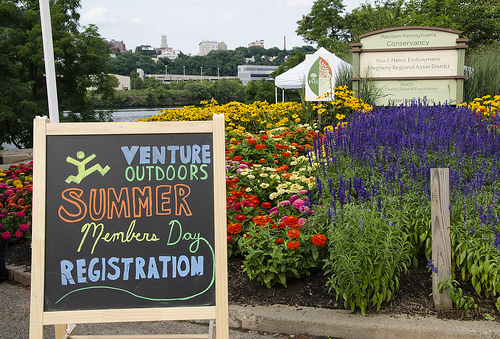 Western Pennsylvania
Conservancy
Vira I. Heinz Endowment
Allegheny Regional Asset District
VENTURE
OUTDOORS
SUMMER
Members Day
REGISTRATION